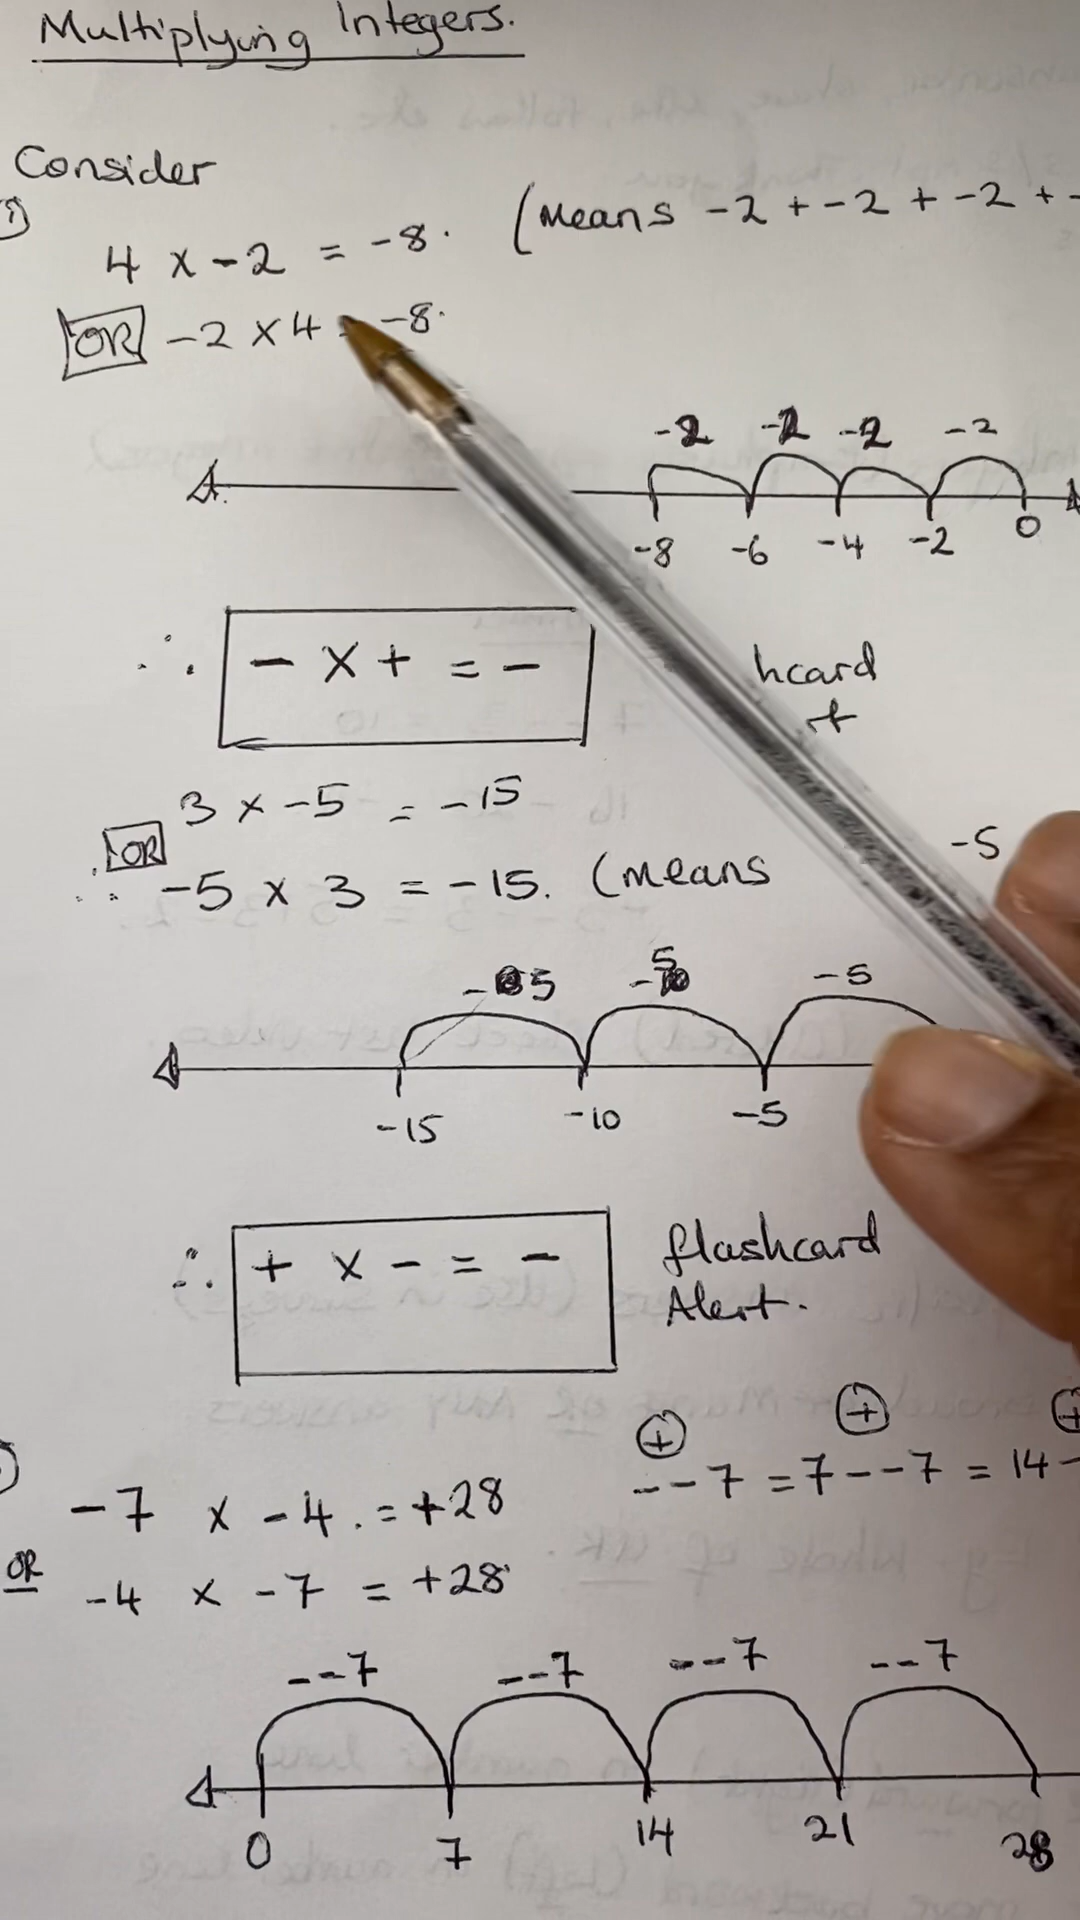 Multiplying Integers.
Consider
4 x -2 = -8. (Means -2 + -2 + -2 +
OR -2 x 4 = -8.
-2 -2 -2 -2
-8 -6 -4 -2 0
∴ - x + = -
hcard
3 x -5 = -15
OR
∴ -5 x 3 = -15. (means -5
-5 -5 -5
-15 -10 -5
∴ + x - = - flashcard
Alert.
+ + +
-7 x -4 . = +28 --7 = 7--7 = 14-
OR -4 x -7 = +28
--7 --7 --7 --7
0 7 14 21 28